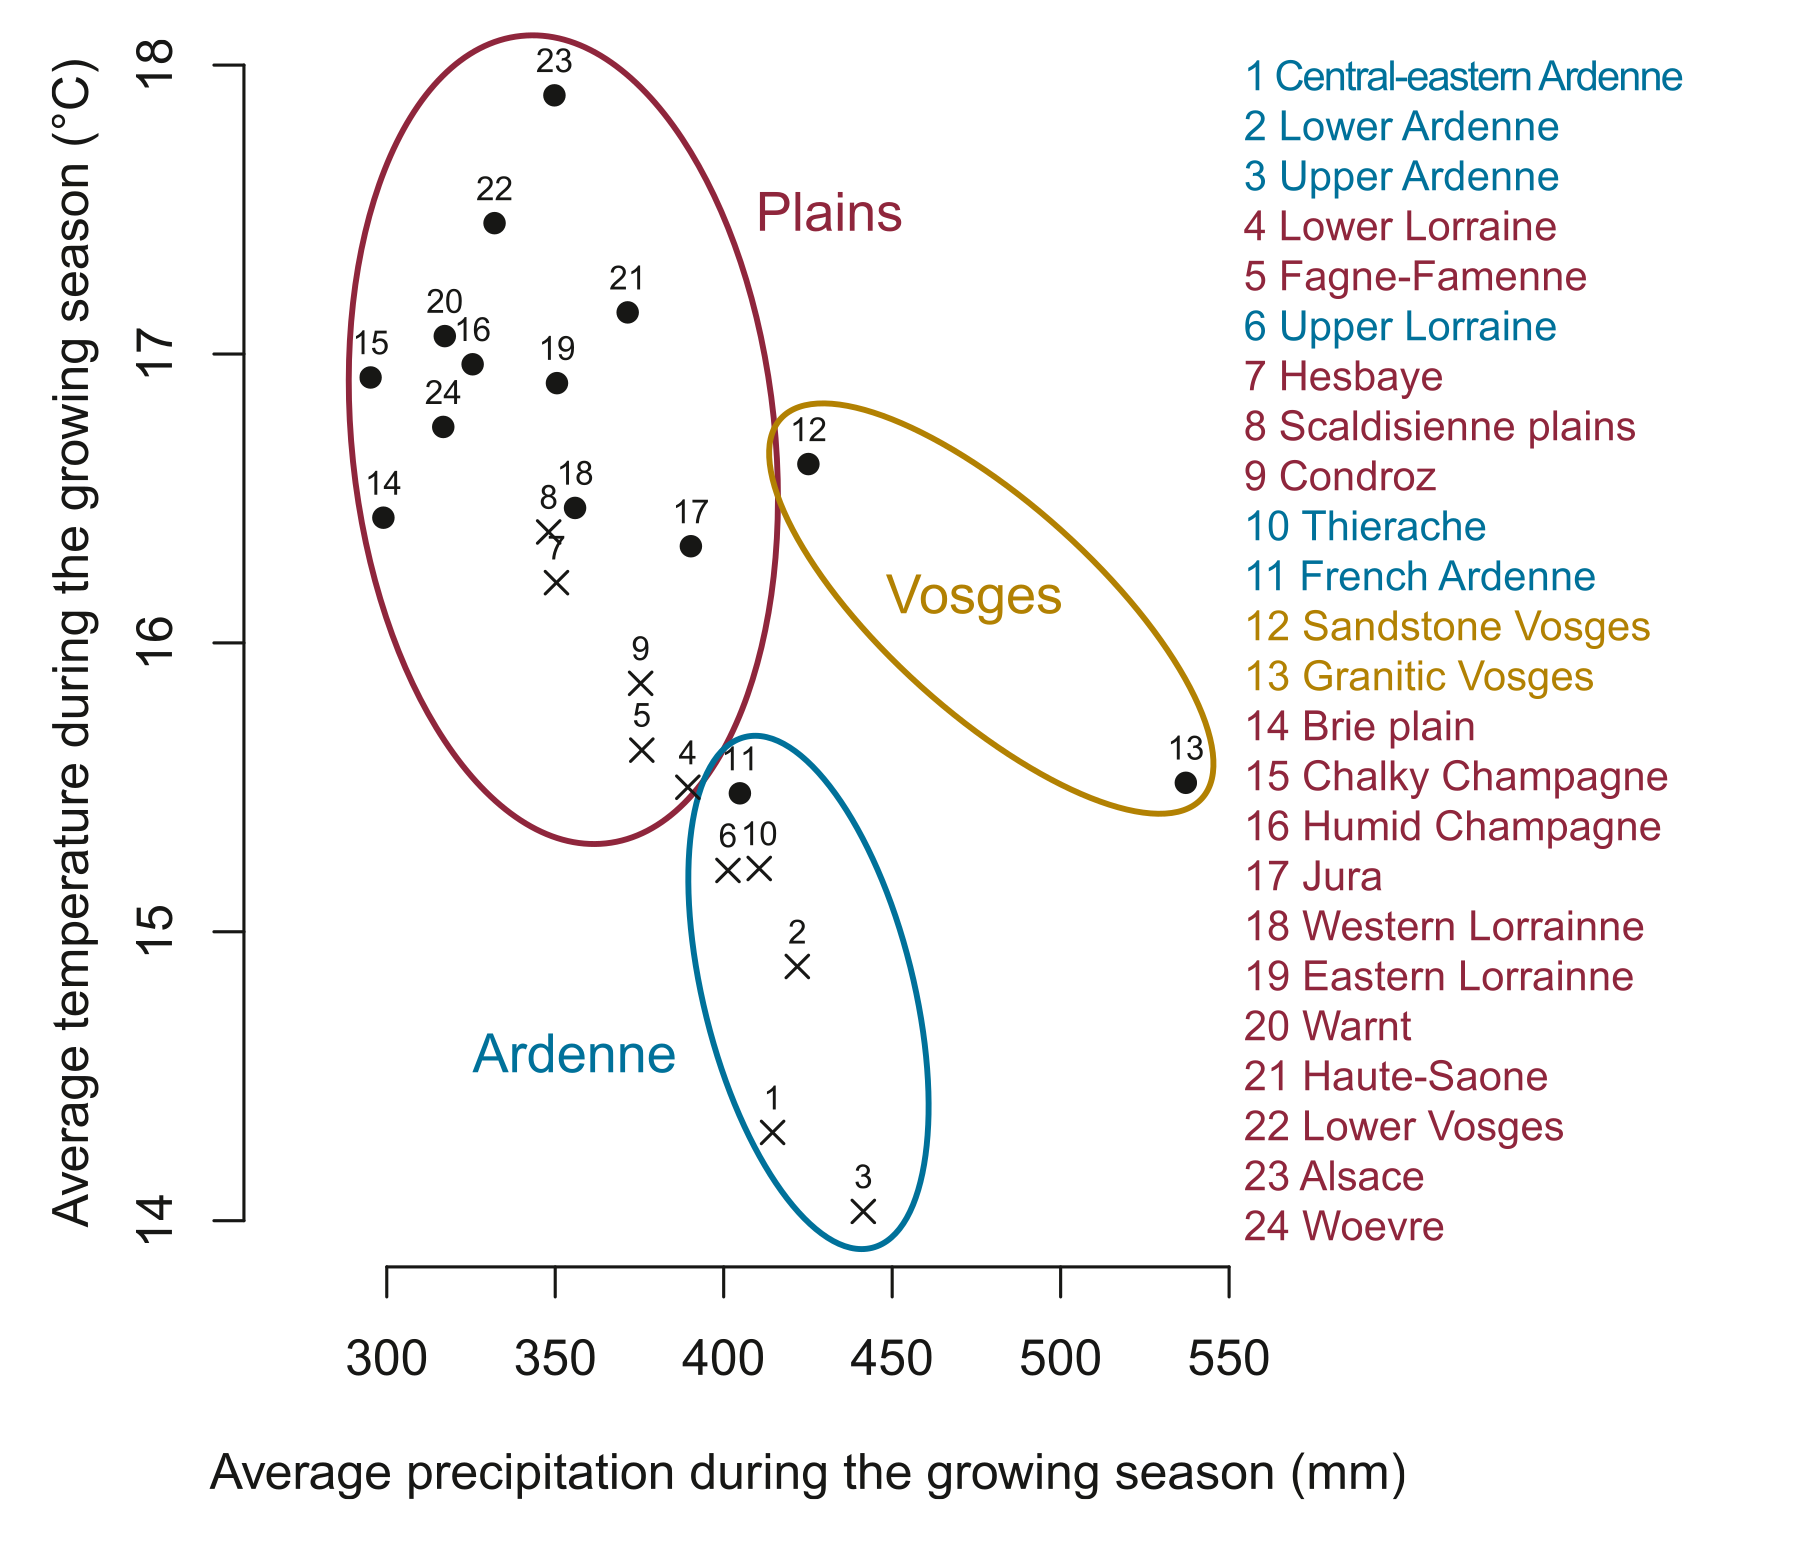 Average temperature during the growing season (°C)
18
17
16
15
14
23
22
21
20
16
15
19
24
12
14
18
8
17
7
9
5
4
11
13
6 10
2
1
3
Plains
Vosges
Ardenne
1 Central-eastern Ardenne
2 Lower Ardenne
3 Upper Ardenne
4 Lower Lorraine
5 Fagne-Famenne
6 Upper Lorraine
7 Hesbaye
8 Scaldisienne plains
9 Condroz
10 Thierache
11 French Ardenne
12 Sandstone Vosges
13 Granitic Vosges
14 Brie plain
15 Chalky Champagne
16 Humid Champagne
17 Jura
18 Western Lorrainne
19 Eastern Lorrainne
20 Warnt
21 Haute-Saone
22 Lower Vosges
23 Alsace
24 Woevre
300 350 400 450 500 550
Average precipitation during the growing season (mm)